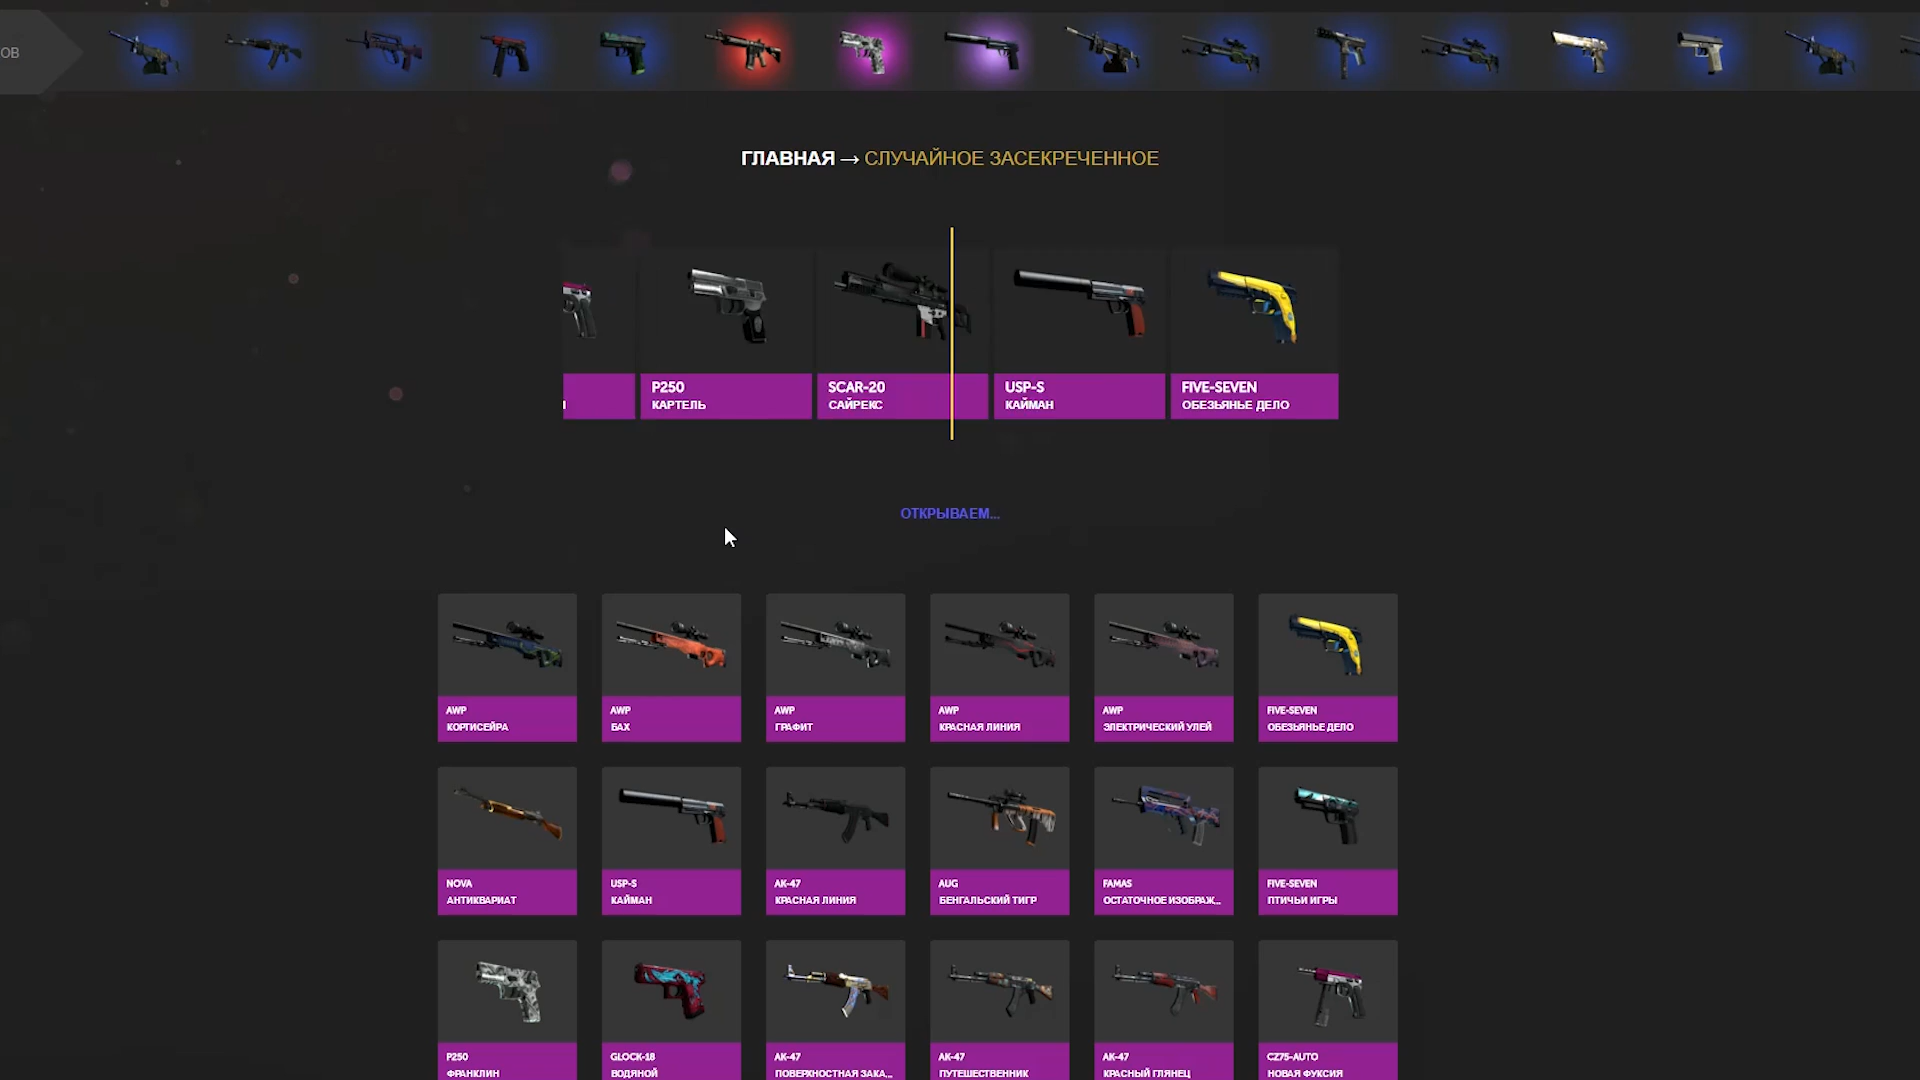 ОВ
ГЛАВНАЯ → СЛУЧАЙНОЕ ЗАСЕКРЕЧЕННОЕ
P250
КАРТЕЛЬ
SCAR-20
САЙРЕКС
USP-S
КАЙМАН
FIVE-SEVEN
ОБЕЗЬЯНЬЕ ДЕЛО
ОТКРЫВАЕМ...
AWP
КОРТИСЕЙРА
AWP
БАХ
AWP
ГРАФИТ
AWP
КРАСНАЯ ЛИНИЯ
AWP
ЭЛЕКТРИЧЕСКИЙ УЛЕЙ
FIVE-SEVEN
ОБЕЗЬЯНЬЕ ДЕЛО
NOVA
АНТИКВАРИАТ
USP-S
КАЙМАН
AK-47
КРАСНАЯ ЛИНИЯ
AUG
БЕНГАЛЬСКИЙ ТИГР
FAMAS
ОСТАТОЧНОЕ ИЗОБРАЖ...
FIVE-SEVEN
ПТИЧЬИ ИГРЫ
P250
ФРАНКЛИН
GLOCK-18
ВОДЯНОЙ
AK-47
ПОВЕРХНОСТНАЯ ЗАКА...
AK-47
ПУТЕШЕСТВЕННИК
AK-47
КРАСНЫЙ ГЛЯНЕЦ
CZ75-AUTO
НОВАЯ ФУКСИЯ